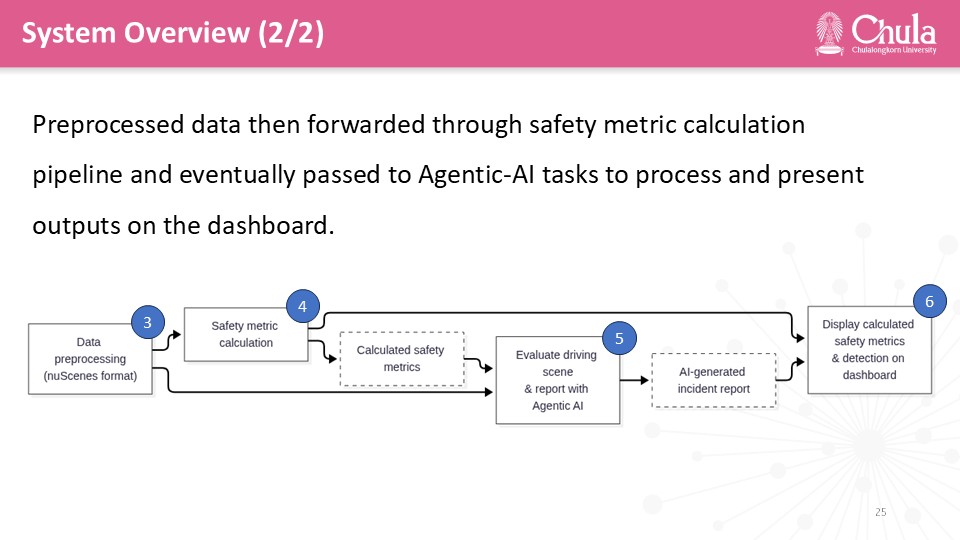 System Overview (2/2)
Chula
Chulalongkorn University
Preprocessed data then forwarded through safety metric calculation
pipeline and eventually passed to Agentic-AI tasks to process and present
outputs on the dashboard.
3
Data
preprocessing
(nuScenes format)
4
Safety metric
calculation
Calculated safety
metrics
5
Evaluate driving
scene
& report with
Agentic AI
AI-generated
incident report
6
Display calculated
safety metrics
& detection on
dashboard
25